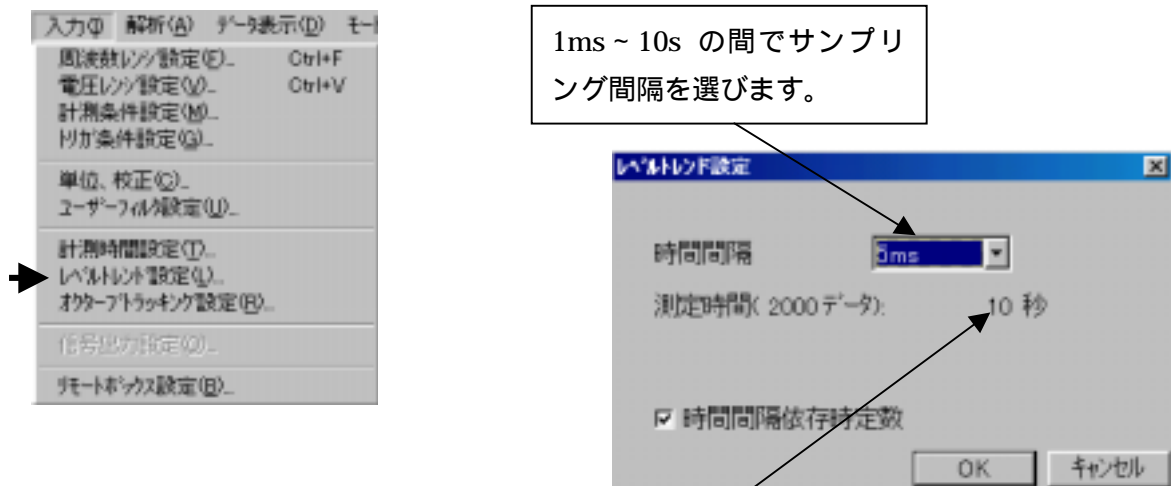 入力(I) 解析(A) データ表示(D) モー
周波数レンジ設定(F)... Ctrl+F
電圧レンジ設定(V)... Ctrl+V
計測条件設定(M)...
トリガ条件設定(G)...
単位、校正(C)...
ユーザーフィルタ設定(U)...
計測時間設定(T)...
レベルトレンド設定(L)...
オクターブトラッキング設定(R)...
信号出力設定(O)...
リモートボックス設定(B)...
1ms ~ 10s の間でサンプリ
ング間隔を選びます。
レベルトレンド設定
時間間隔 5ms
測定時間( 2000 データ): 10 秒
時間間隔依存時定数
OK キャンセル